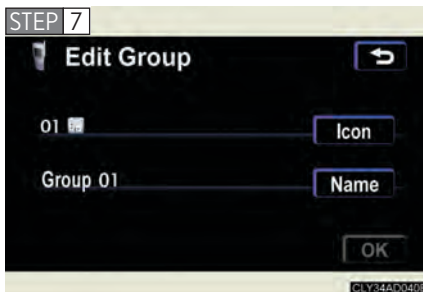 STEP 7
Edit Group
01 Icon
Group 01 Name
OK
CLY34AD040